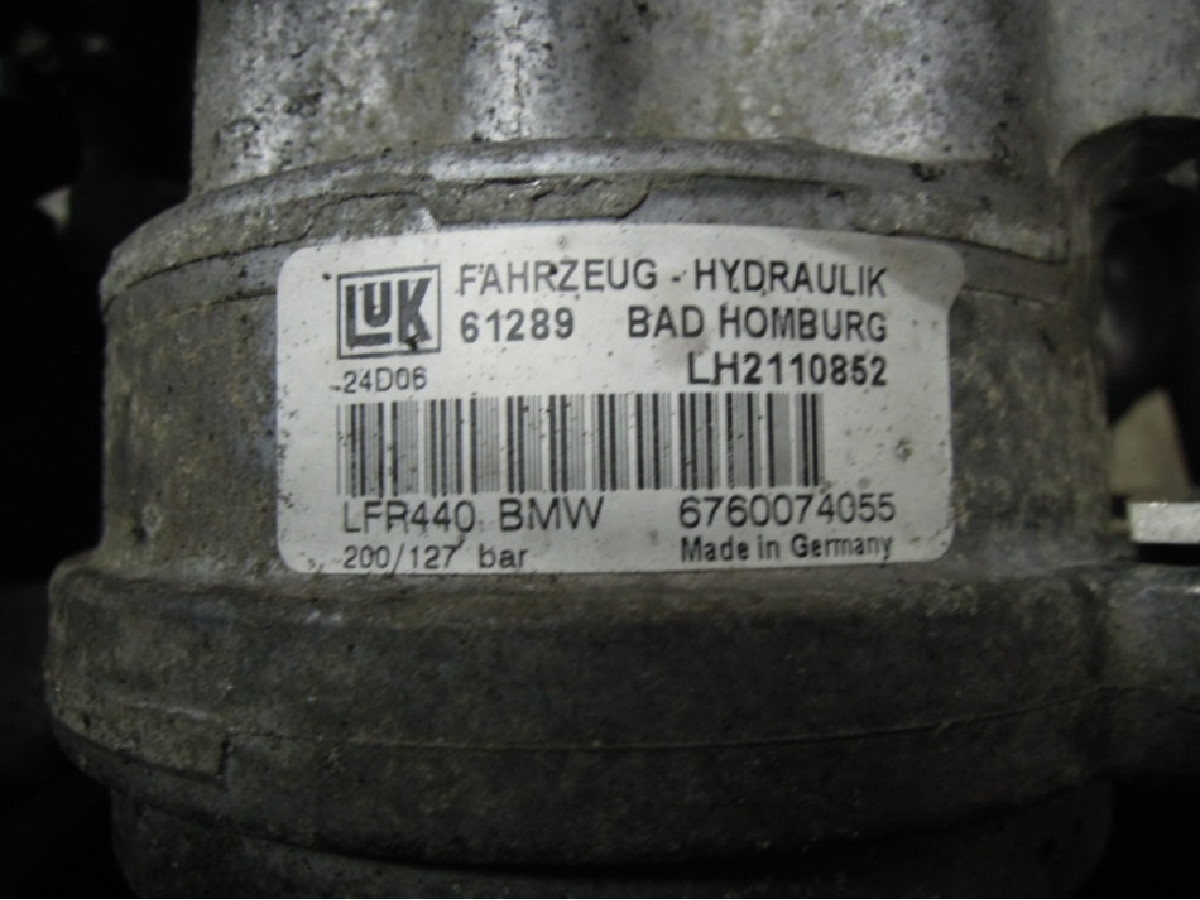 LuK FAHRZEUG - HYDRAULIK
61289 BAD HOMBURG
24D06 LH2110852
LFR440 BMW 6760074055
200/127 bar Made in Germany